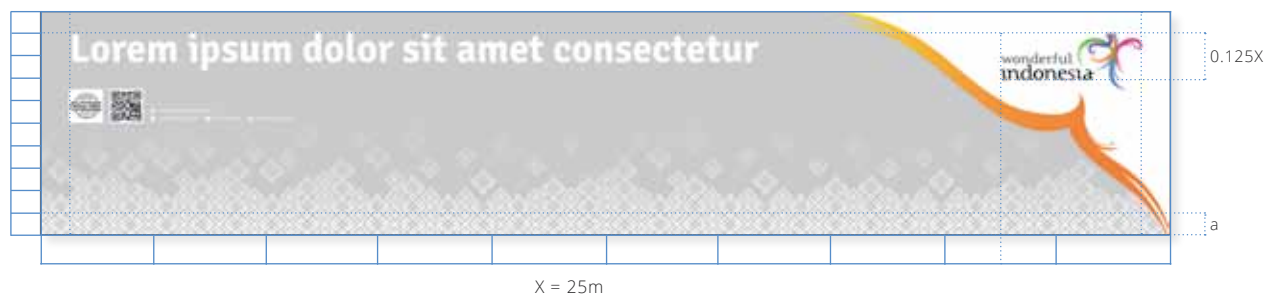 Lorem ipsum dolor sit amet consectetur
wonderful
indonesia
0.125X
a
X = 25m